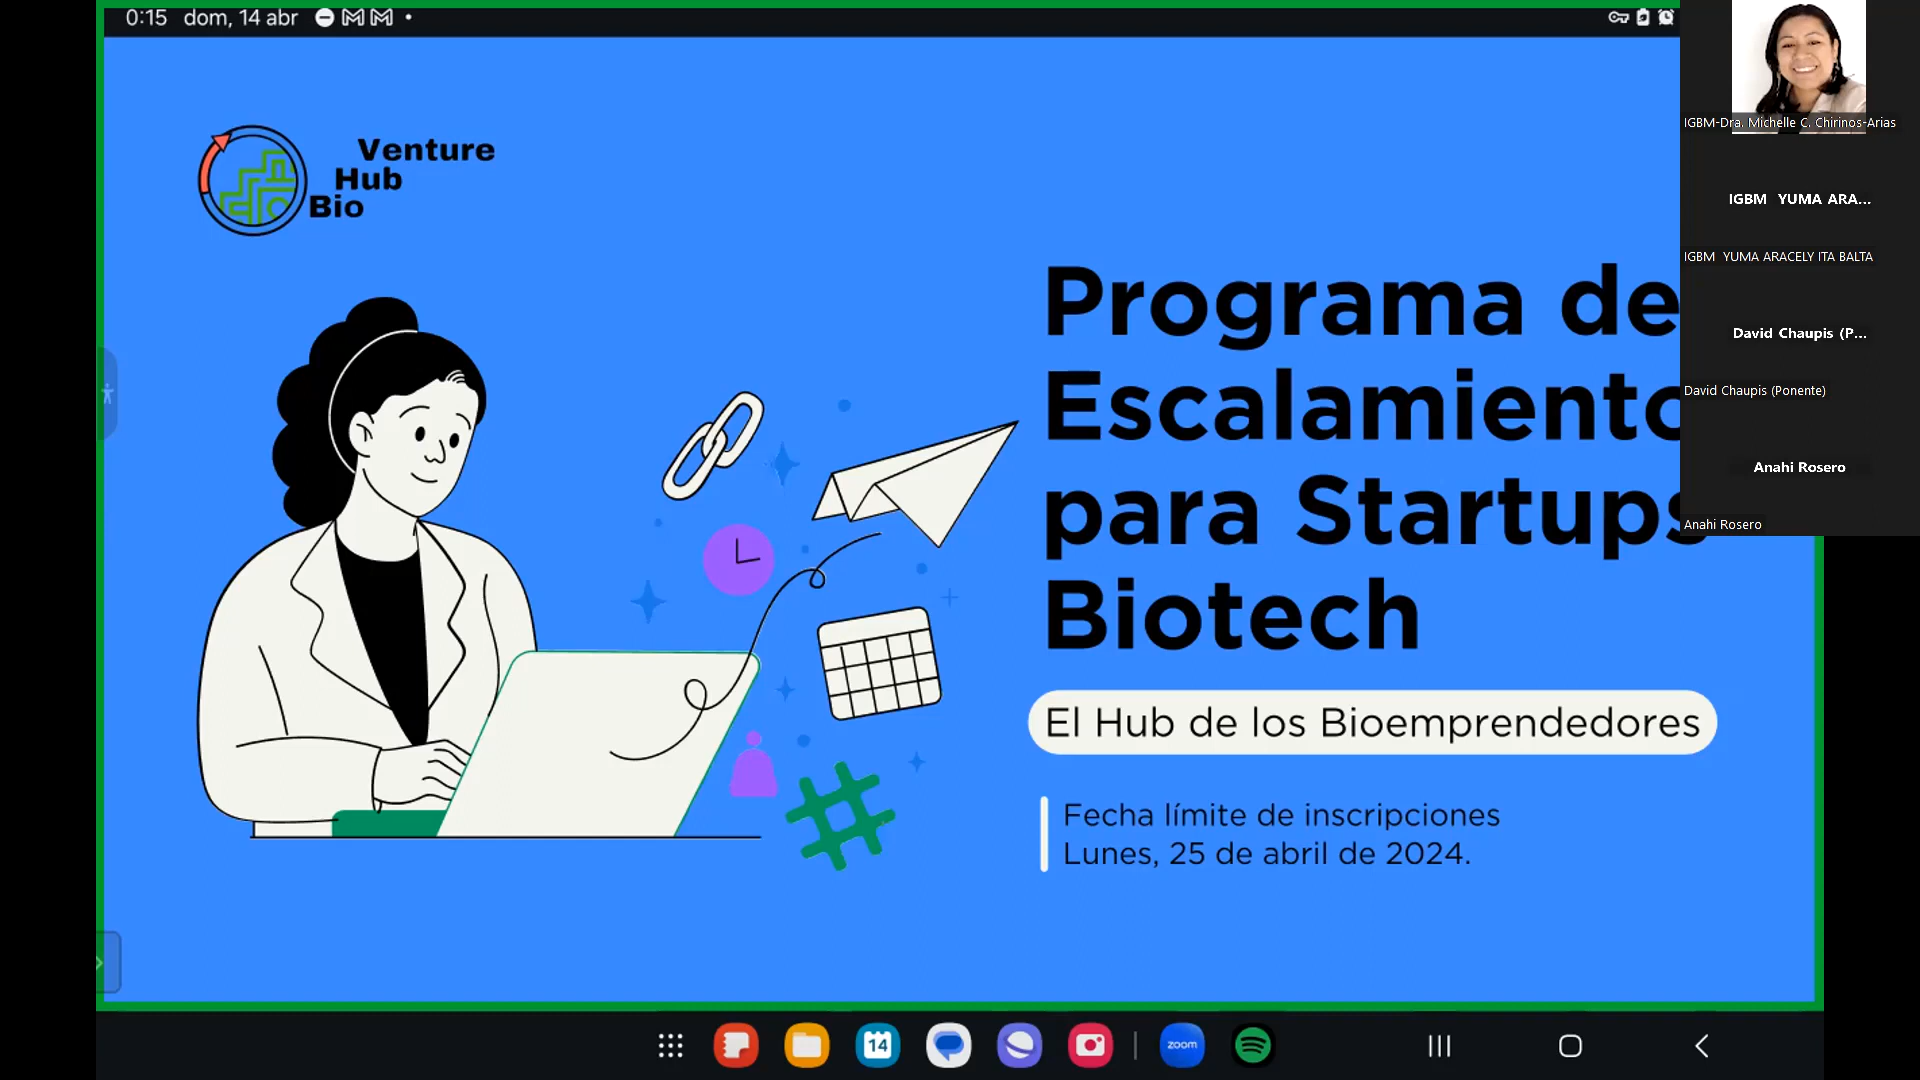 0:15 dom, 14 abr
Venture
Hub
Bio
Programa de
Escalamiento
para Startups
Biotech
El Hub de los Bioemprendedores
Fecha límite de inscripciones
Lunes, 25 de abril de 2024.
IGBM-Dra. Michelle C. Chirinos-Arias
IGBM YUMA ARA...
IGBM YUMA ARACELY ITA BALTA
David Chaupis (P...
David Chaupis (Ponente)
Anahi Rosero
Anahi Rosero
14
zoom